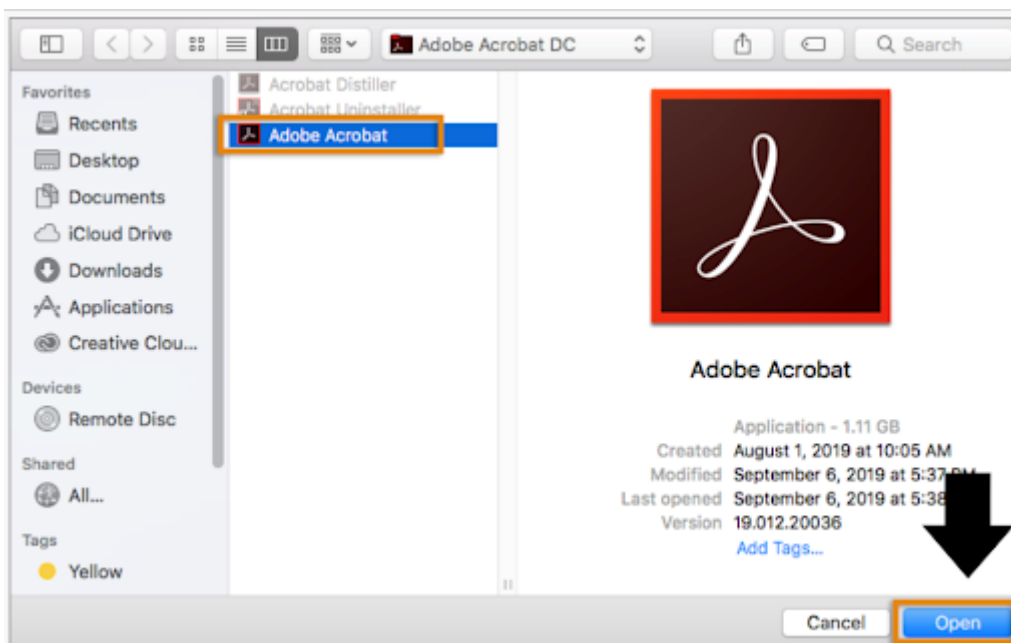 Adobe Acrobat DC
Search
Favorites
Recents
Desktop
Documents
iCloud Drive
Downloads
Applications
Creative Clou...
Devices
Remote Disc
Shared
All...
Tags
Yellow
Acrobat Distiller
Acrobat Uninstaller
Adobe Acrobat
Adobe Acrobat
Application - 1.11 GB
Created August 1, 2019 at 10:05 AM
Modified September 6, 2019 at 5:37 PM
Last opened September 6, 2019 at 5:38
Version 19.012.20036
Add Tags...
Cancel
Open